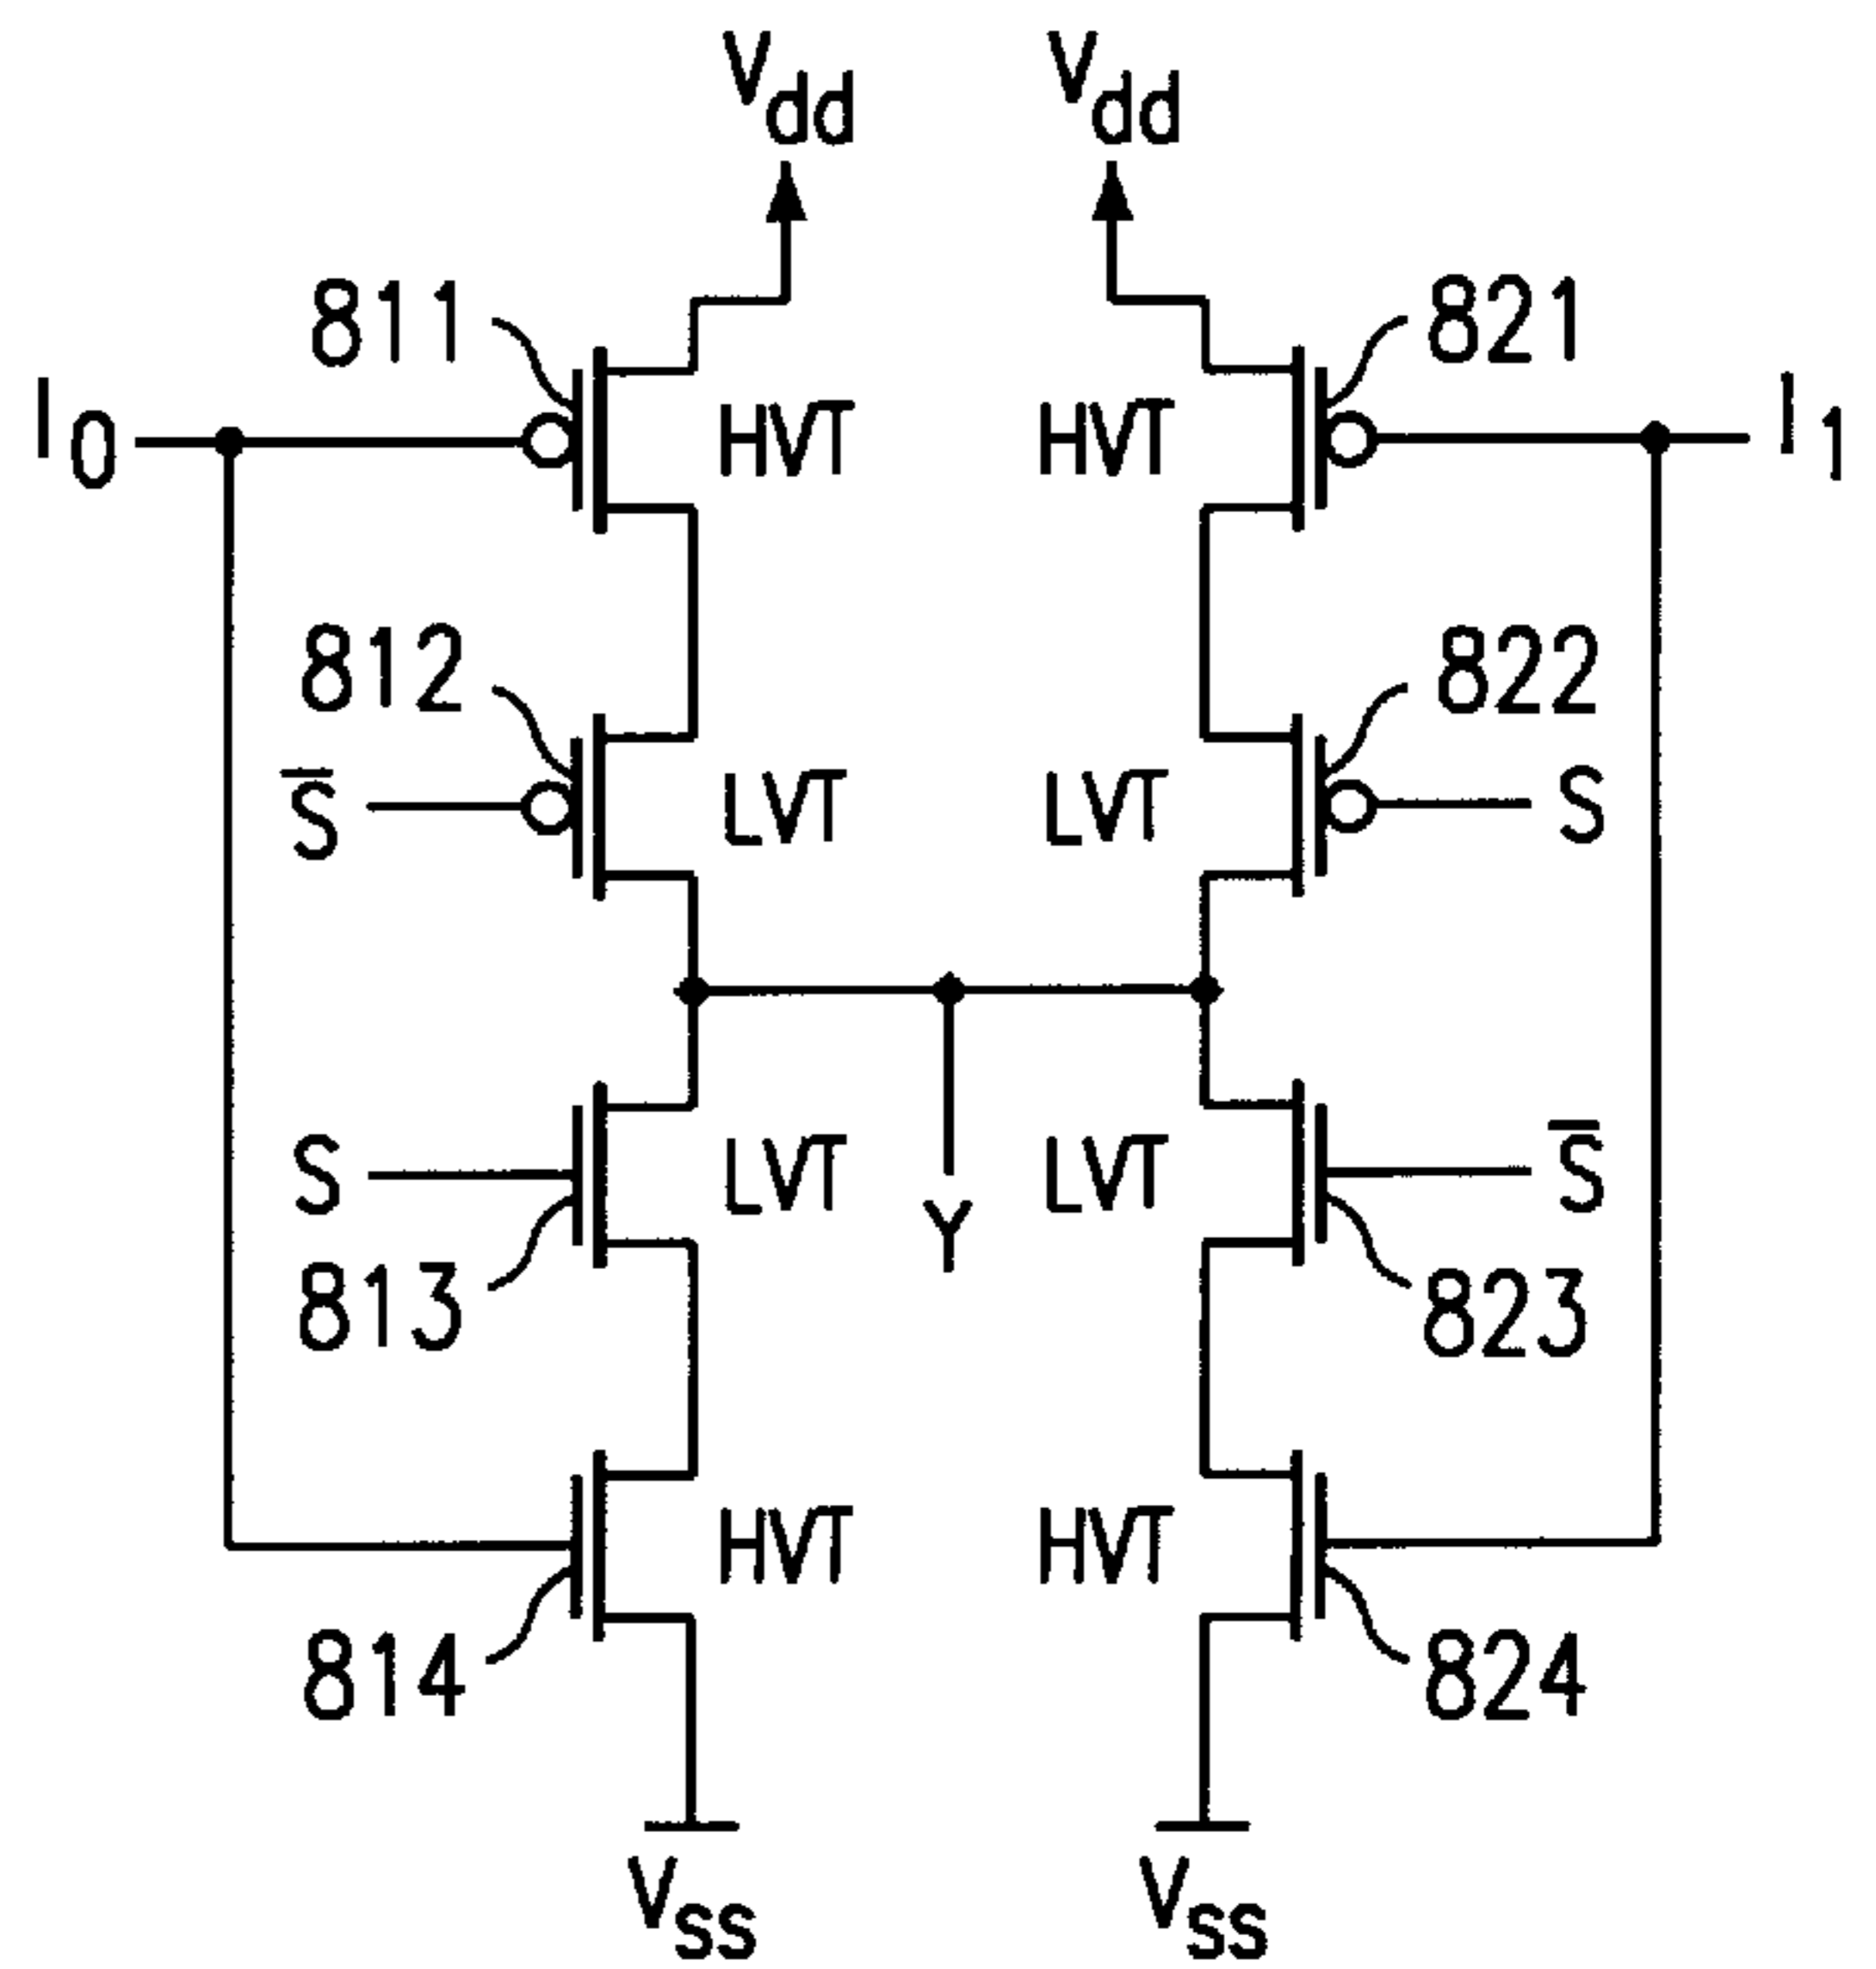 Vdd Vdd
811 821
I0 HVT HVT I1
812 822
S̅ LVT LVT S
S LVT LVT S̅
Y
813 823
HVT HVT
814 824
Vss Vss